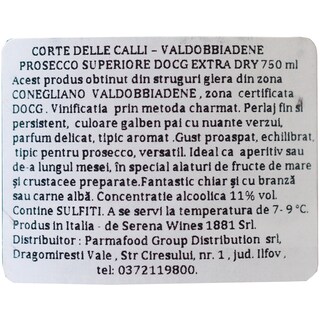 CORTE DELLE CALLI – VALDOBBIADENE
PROSECCO SUPERIORE DOCG EXTRA DRY 750 ml
Acest produs obtinut din struguri glera din zona
CONEGLIANO VALDOBBIADENE , zona certificata
DOCG . Vinificatia prin metoda charmat. Perlaj fin si
persistent, culoare galben pai cu nuante verzui,
parfum delicat, tipic aromat .Gust proaspat, echilibrat,
tipic pentru prosecco, versatil. Ideal ca aperitiv sau
de-a lungul mesei, în special alaturi de fructe de mare
și crustacee preparate.Fantastic chiar și cu branză
sau carne albă. Concentratie alcoolica 11% vol.
Contine SULFITI. A se servi la temperatura de 7- 9 °C.
Produs in Italia - de Serena Wines 1881 Srl.
Distribuitor : Parmafood Group Distribution srl,
Dragomiresti Vale , Str Ciresului, nr. 1 , jud. Ilfov ,
tel: 0372119800.